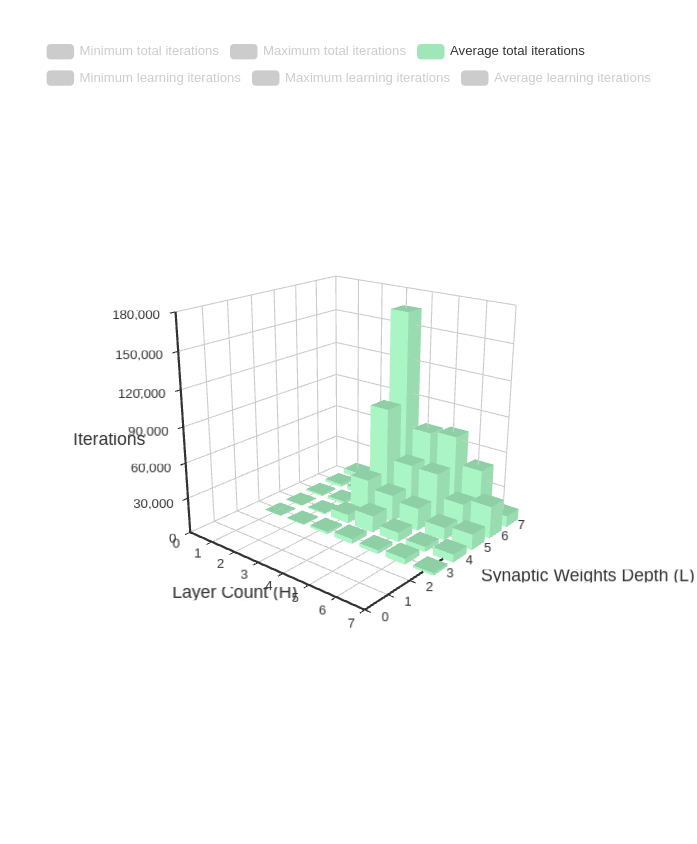 Minimum total iterations Maximum total iterations Average total iterations
Minimum learning iterations Maximum learning iterations Average learning iterations
180,000
150,000
120,000
90,000
Iterations
60,000
30,000
0
0 1 2 3 4 5 6 7
Layer Count (H)
0 1 2 3 4 5 6 7
Synaptic Weights Depth (L)